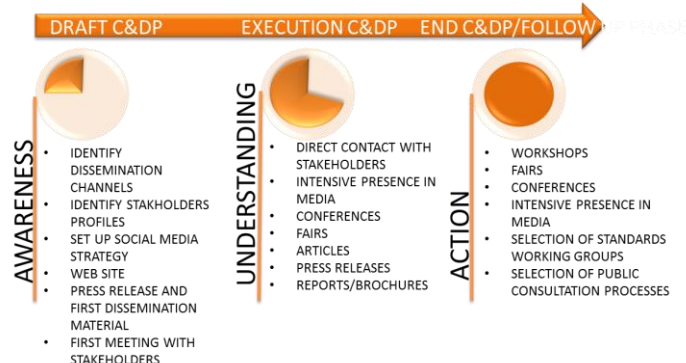 DRAFT C&DP
EXECUTION C&DP
END C&DP/FOLLOW UP PHASE
AWARENESS
• IDENTIFY
DISSEMINATION
CHANNELS
• IDENTIFY STAKHOLDERS
PROFILES
• SET UP SOCIAL MEDIA
STRATEGY
• WEB SITE
• PRESS RELEASE AND
FIRST DISSEMINATION
MATERIAL
• FIRST MEETING WITH
STAKEHOLDERS
UNDERSTANDING
• DIRECT CONTACT WITH
STAKEHOLDERS
• INTENSIVE PRESENCE IN
MEDIA
• CONFERENCES
• FAIRS
• ARTICLES
• PRESS RELEASES
• REPORTS/BROCHURES
ACTION
• WORKSHOPS
• FAIRS
• CONFERENCES
• INTENSIVE PRESENCE IN
MEDIA
• SELECTION OF STANDARDS
WORKING GROUPS
• SELECTION OF PUBLIC
CONSULTATION PROCESSES